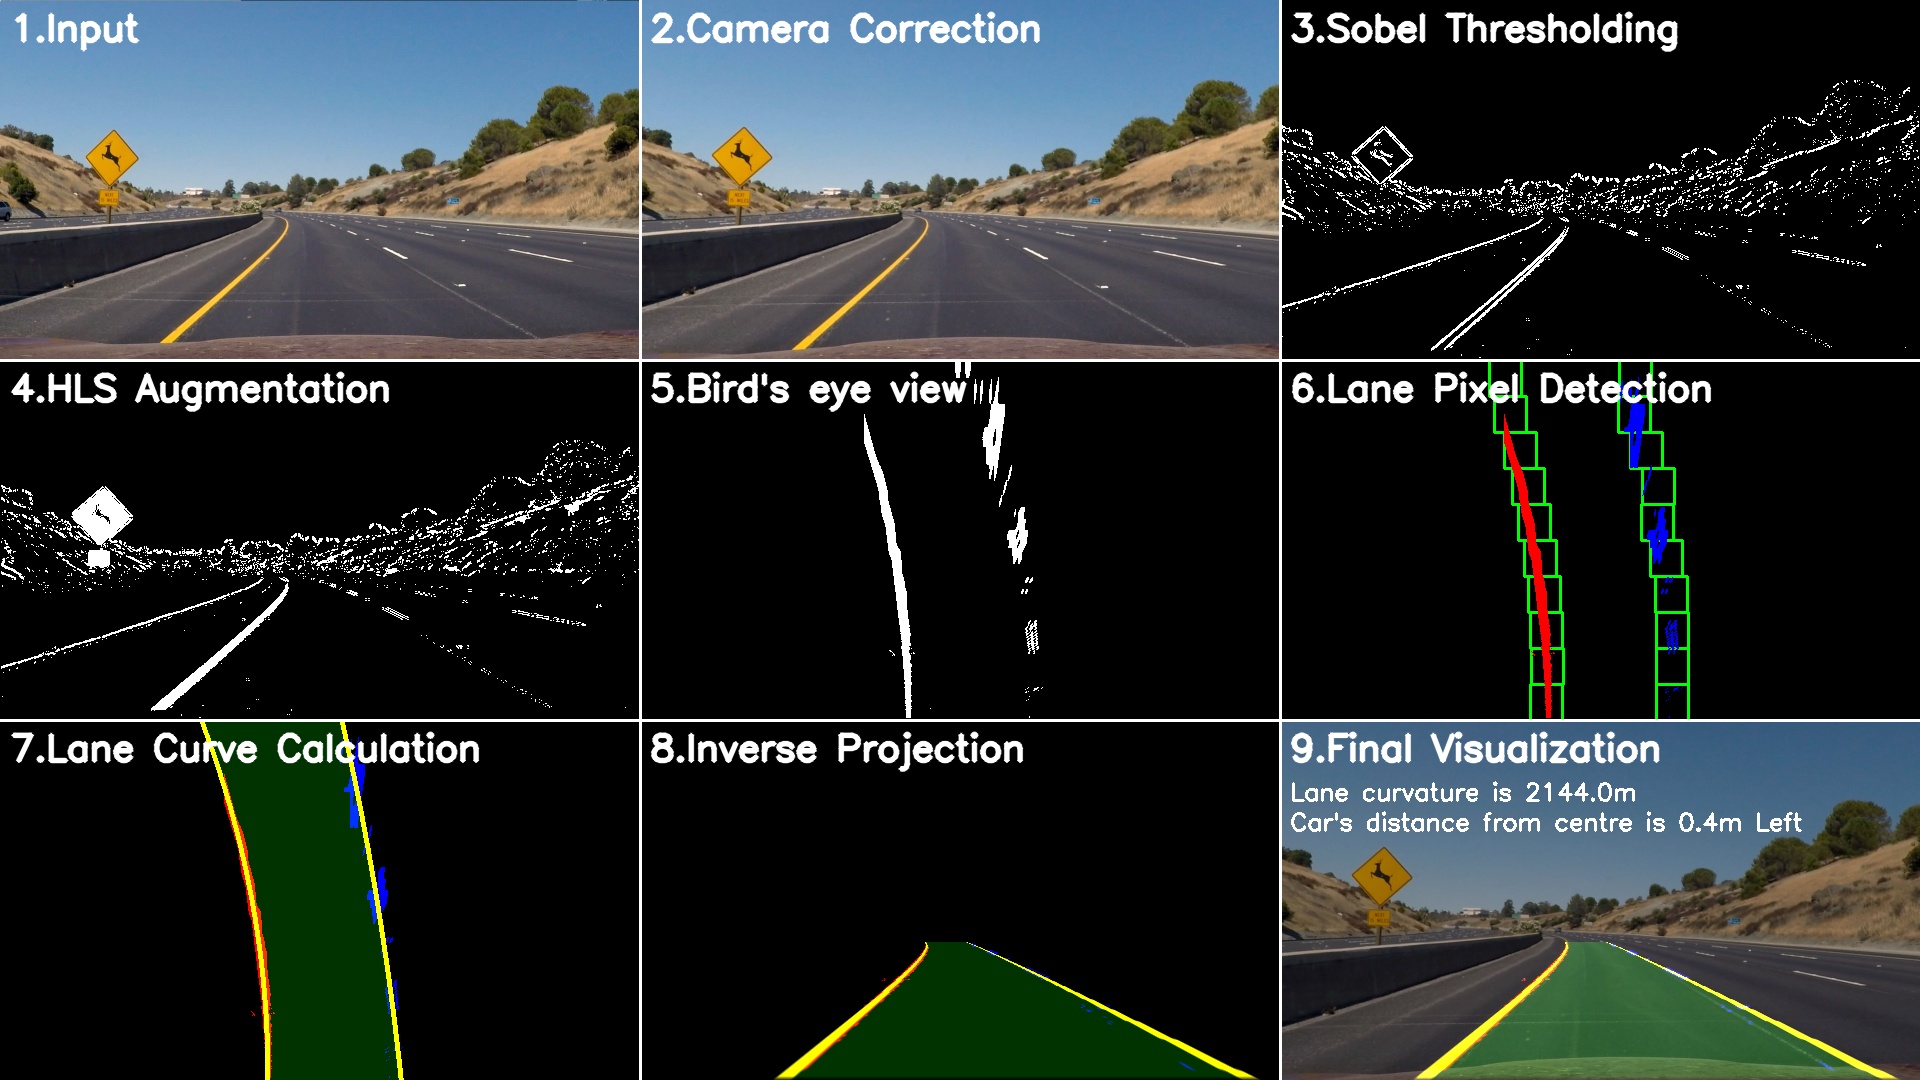 1.Input
2.Camera Correction
3.Sobel Thresholding
4.HLS Augmentation
5.Bird's eye view
6.Lane Pixel Detection
7.Lane Curve Calculation
8.Inverse Projection
9.Final Visualization
Lane curvature is 2144.0m
Car's distance from centre is 0.4m Left